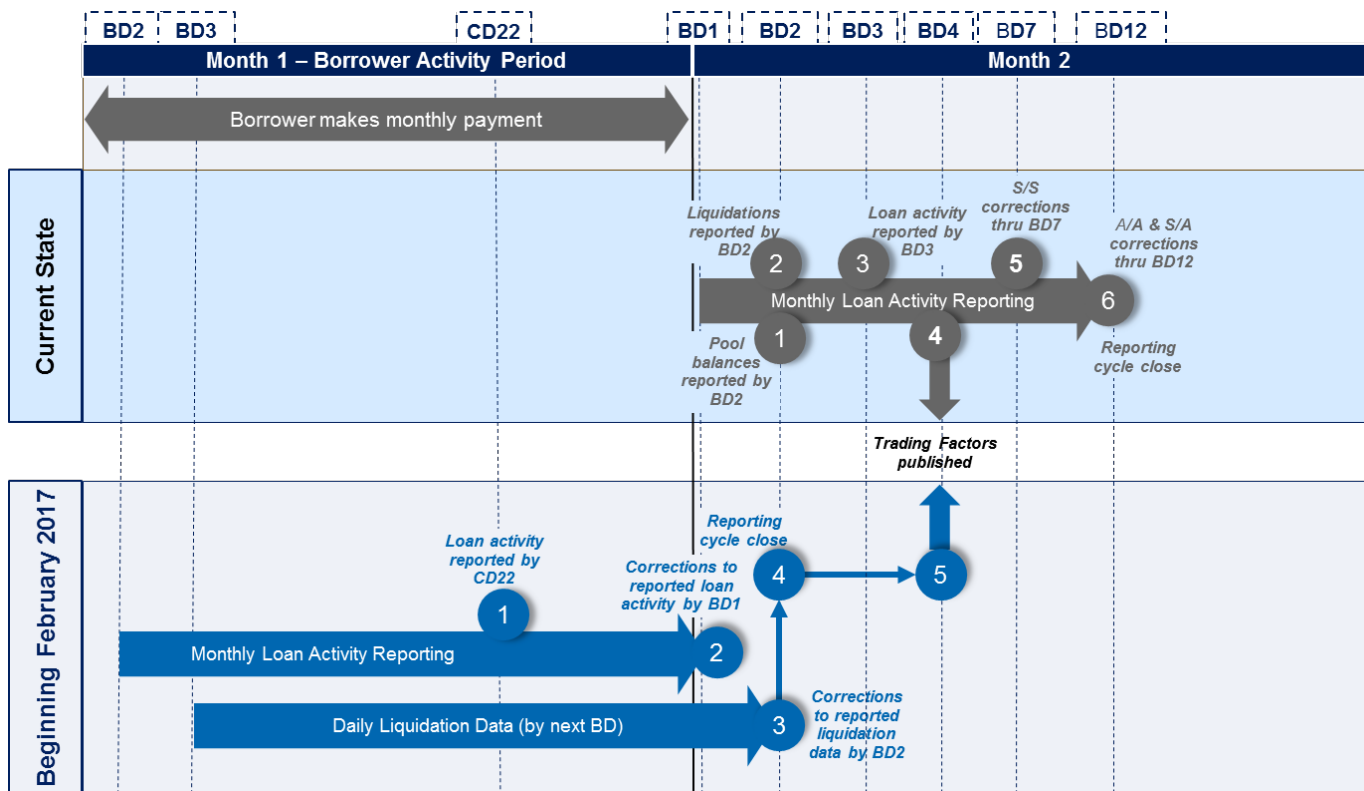 BD2
BD3
CD22
BD1
BD2
BD3
BD4
BD7
BD12
Month 1 – Borrower Activity Period
Month 2
Borrower makes monthly payment
Current State
Liquidations
reported by
BD2
Loan activity
reported by
BD3
S/S
corrections
thru BD7
A/A & S/A
corrections
thru BD12
2
3
5
Monthly Loan Activity Reporting
6
1
4
Pool
balances
reported by
BD2
Reporting
cycle close
Trading Factors
published
Beginning February 2017
Loan activity
reported by
CD22
Reporting
cycle close
Corrections to
reported loan
activity by BD1
4
5
1
Monthly Loan Activity Reporting
2
Daily Liquidation Data (by next BD)
3
Corrections
to reported
liquidation
data by BD2